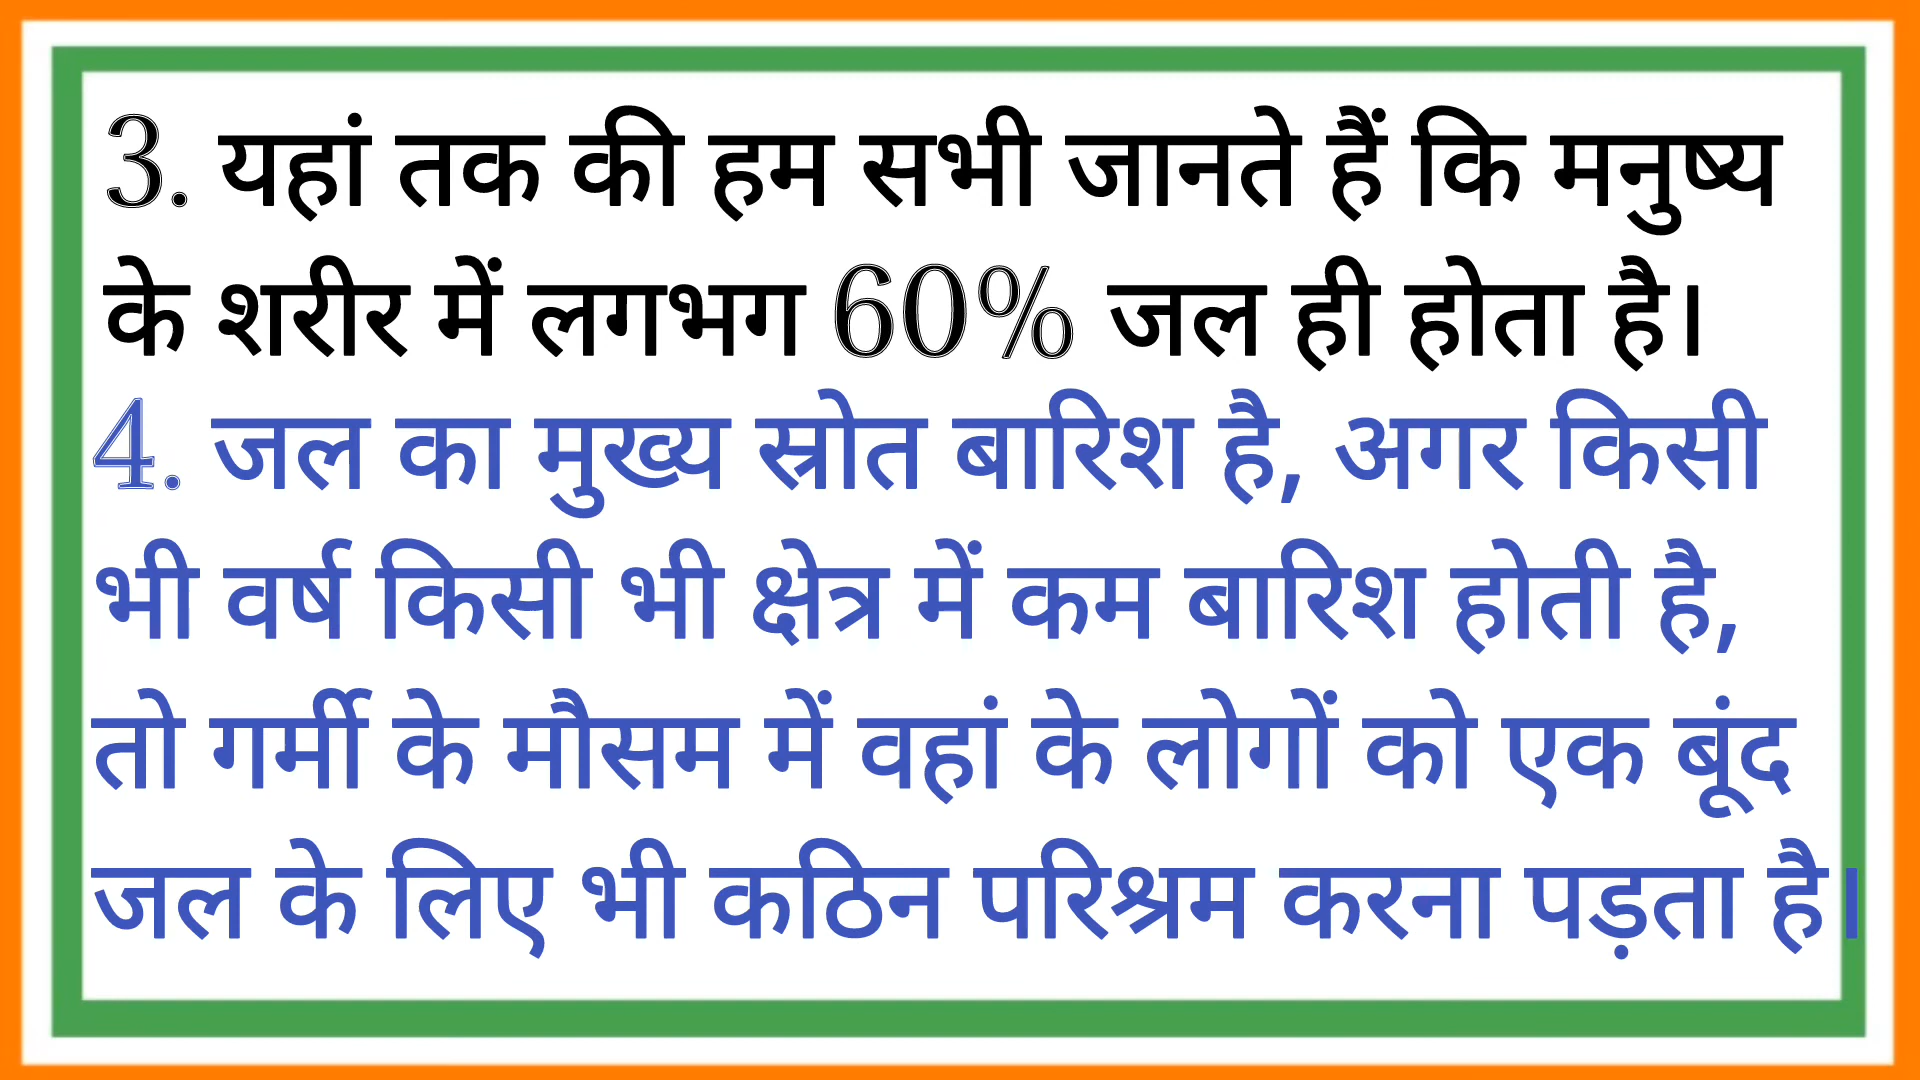 3. यहां तक की हम सभी जानते हैं कि मनुष्य
के शरीर में लगभग 60% जल ही होता है।
4. जल का मुख्य स्रोत बारिश है, अगर किसी
भी वर्ष किसी भी क्षेत्र में कम बारिश होती है,
तो गर्मी के मौसम में वहां के लोगों को एक बूंद
जल के लिए भी कठिन परिश्रम करना पड़ता है।